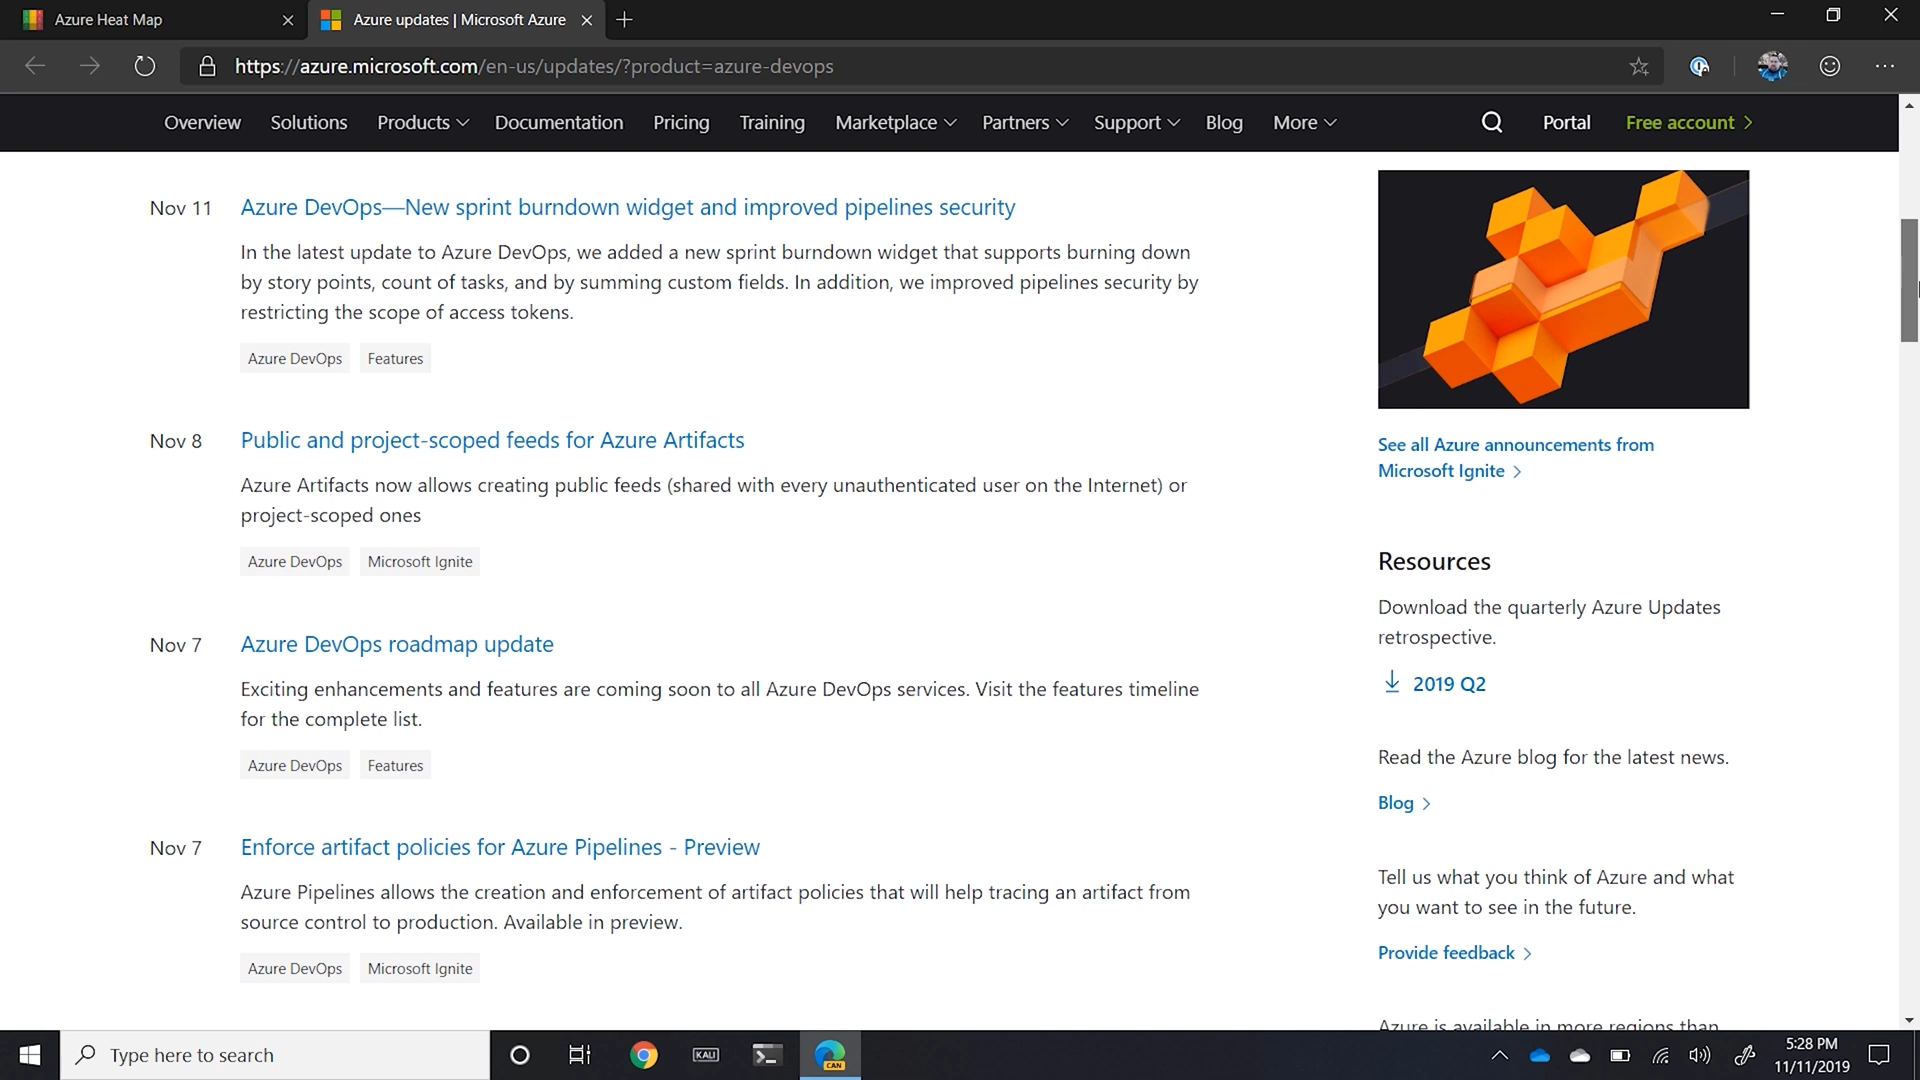 Azure Heat Map
Azure updates | Microsoft Azure
https://azure.microsoft.com/en-us/updates/?product=azure-devops
Overview Solutions Products Documentation Pricing Training Marketplace Partners Support Blog More Portal Free account
Nov 11 Azure DevOps—New sprint burndown widget and improved pipelines security
In the latest update to Azure DevOps, we added a new sprint burndown widget that supports burning down
by story points, count of tasks, and by summing custom fields. In addition, we improved pipelines security by
restricting the scope of access tokens.
Azure DevOps Features
Nov 8 Public and project-scoped feeds for Azure Artifacts
Azure Artifacts now allows creating public feeds (shared with every unauthenticated user on the Internet) or
project-scoped ones
Azure DevOps Microsoft Ignite
Nov 7 Azure DevOps roadmap update
Exciting enhancements and features are coming soon to all Azure DevOps services. Visit the features timeline
for the complete list.
Azure DevOps Features
Nov 7 Enforce artifact policies for Azure Pipelines - Preview
Azure Pipelines allows the creation and enforcement of artifact policies that will help tracing an artifact from
source control to production. Available in preview.
Azure DevOps Microsoft Ignite
See all Azure announcements from
Microsoft Ignite
Resources
Download the quarterly Azure Updates
retrospective.
2019 Q2
Read the Azure blog for the latest news.
Blog
Tell us what you think of Azure and what
you want to see in the future.
Provide feedback
Azure is available in more regions than
Type here to search
KALI
CAN
5:28 PM
11/11/2019